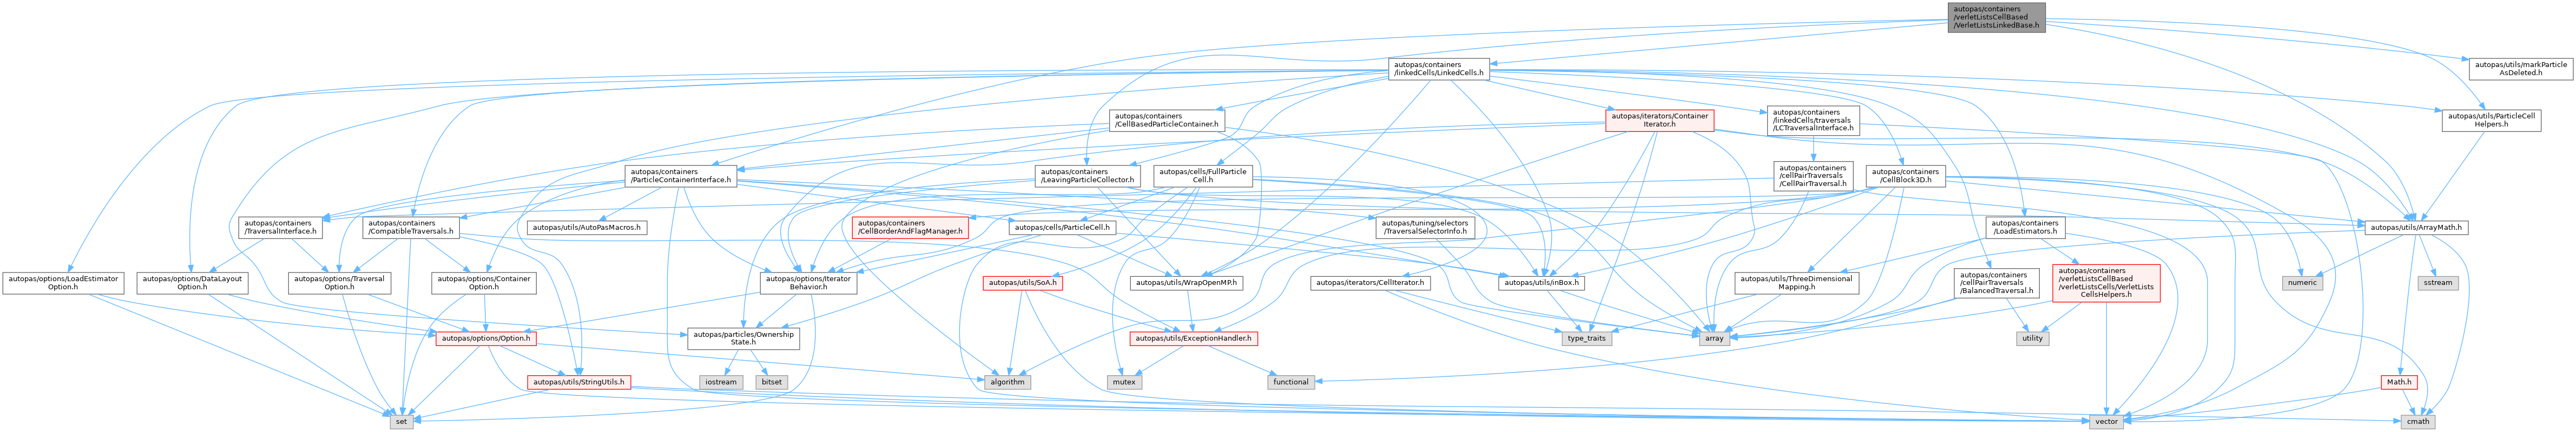 autopas/containers
/verletListsCellBased
/VerletListsLinkedBase.h
autopas/containers
/linkedCells/LinkedCells.h
autopas/utils/markParticle
AsDeleted.h
autopas/containers
/CellBasedParticleContainer.h
autopas/iterators/Container
Iterator.h
autopas/containers
/linkedCells/traversals
/LCTraversalInterface.h
autopas/utils/ParticleCell
Helpers.h
autopas/containers
/ParticleContainerInterface.h
autopas/containers
/LeavingParticleCollector.h
autopas/cells/FullParticle
Cell.h
autopas/containers
/cellPairTraversals
/CellPairTraversal.h
autopas/containers
/CellBlock3D.h
autopas/containers
/TraversalInterface.h
autopas/containers
/CompatibleTraversals.h
autopas/utils/AutoPasMacros.h
autopas/containers
/CellBorderAndFlagManager.h
autopas/cells/ParticleCell.h
autopas/tuning/selectors
/TraversalSelectorInfo.h
autopas/containers
/LoadEstimators.h
autopas/utils/ArrayMath.h
autopas/options/LoadEstimator
Option.h
autopas/options/DataLayout
Option.h
autopas/options/Traversal
Option.h
autopas/options/Container
Option.h
autopas/options/Iterator
Behavior.h
autopas/utils/SoA.h
autopas/utils/WrapOpenMP.h
autopas/iterators/CellIterator.h
autopas/utils/inBox.h
autopas/utils/ThreeDimensional
Mapping.h
autopas/containers
/cellPairTraversals
/BalancedTraversal.h
autopas/containers
/verletListsCellBased
/verletListsCells/VerletLists
CellsHelpers.h
numeric
sstream
autopas/options/Option.h
autopas/particles/Ownership
State.h
autopas/utils/ExceptionHandler.h
type_traits
array
utility
autopas/utils/StringUtils.h
iostream
bitset
algorithm
mutex
functional
Math.h
set
vector
cmath